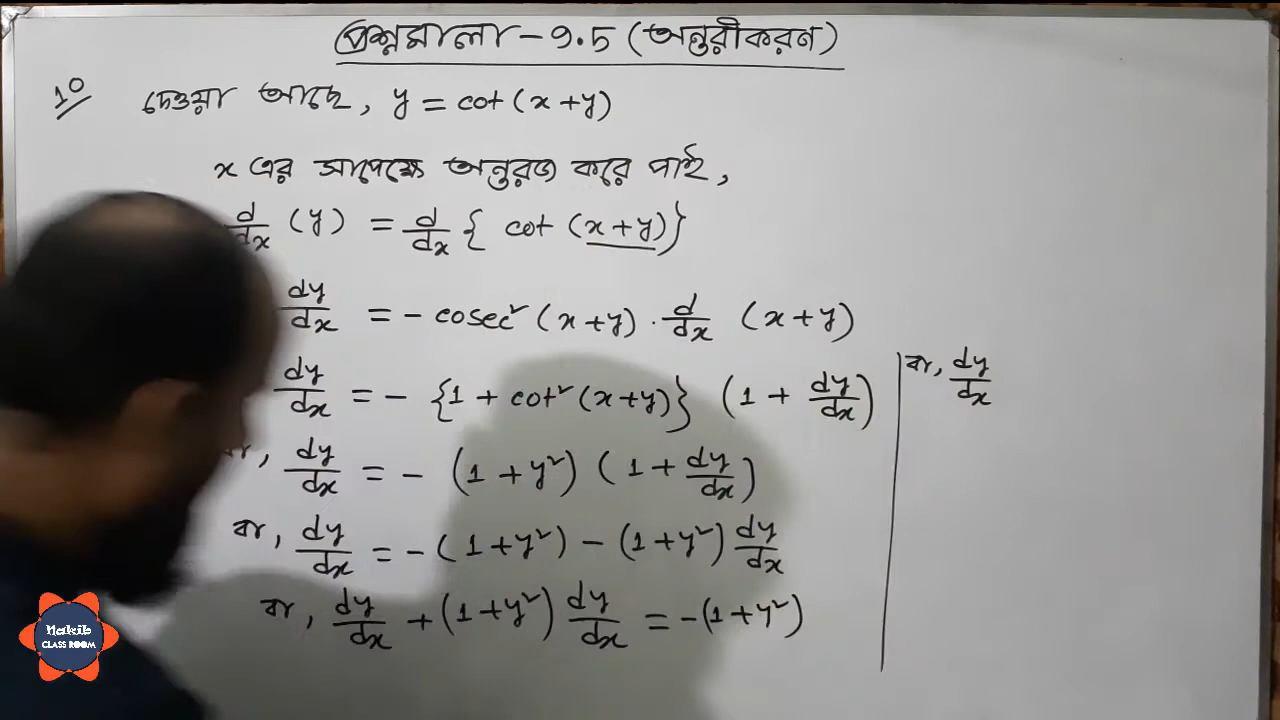 প্রশ্নমালা - 9.5 (অন্তরীকরণ)
10 দেওয়া আছে, y = cot (x + y)
x এর সাপেক্ষে অন্তরজ করে পাই,
d/dx (y) = d/dx { cot (x + y)}
dy/dx = - cosec² (x+y) . d/dx (x+y)
dy/dx = - {1 + cot² (x+y)} (1 + dy/dx)
বা, dy/dx = - (1 + y²) (1 + dy/dx)
বা, dy/dx = -(1+y²) - (1+y²) dy/dx
বা, dy/dx + (1+y²) dy/dx = -(1+y²)
বা, dy/dx
Makib
CLASS ROOM